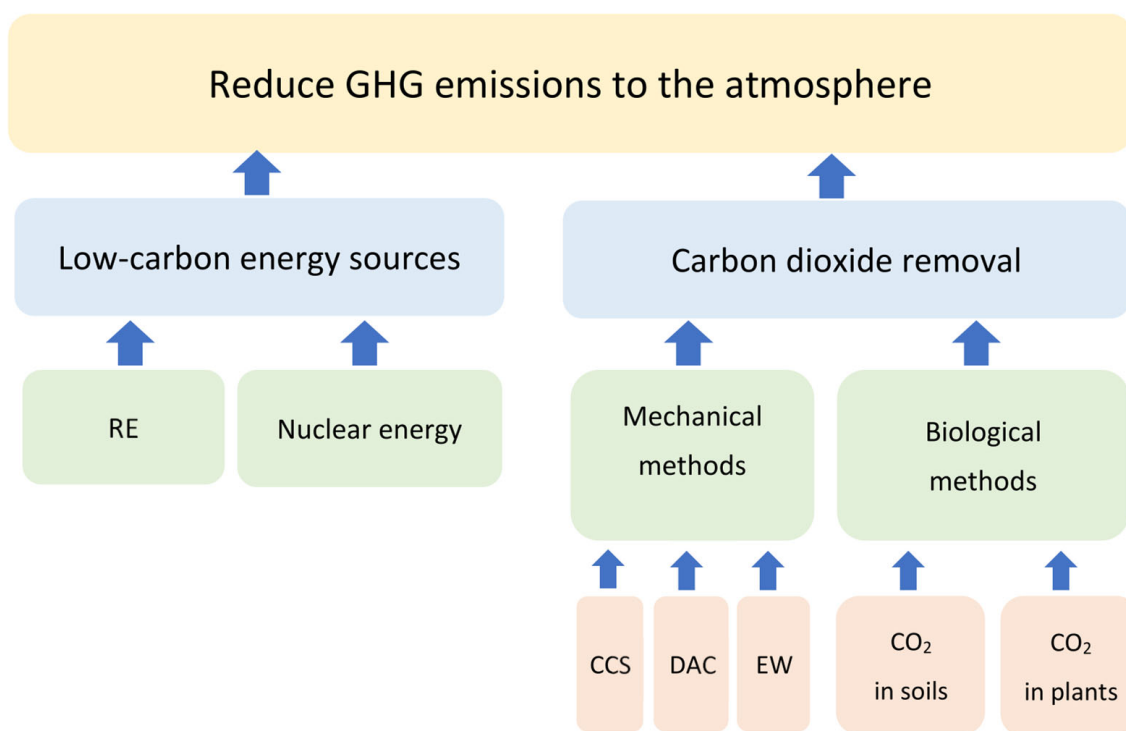 Reduce GHG emissions to the atmosphere
Low-carbon energy sources
Carbon dioxide removal
RE
Nuclear energy
Mechanical
methods
Biological
methods
CCS
DAC
EW
CO₂
in soils
CO₂
in plants